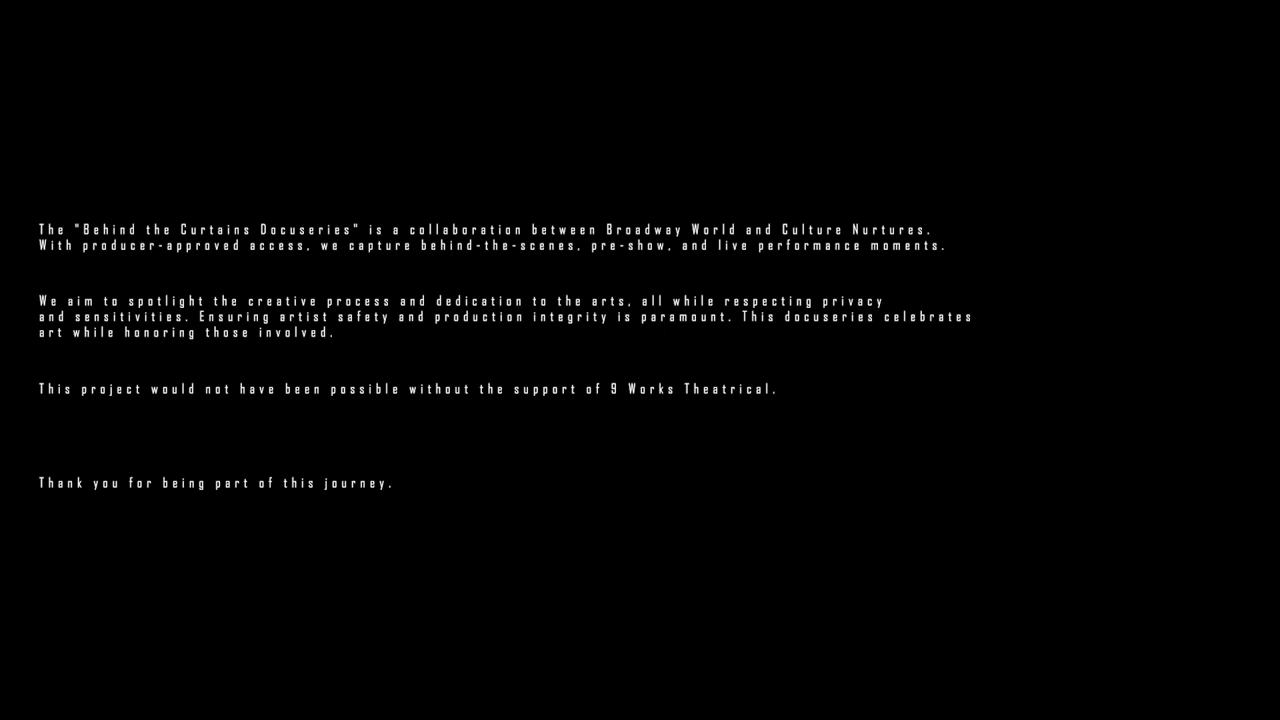 The "Behind the Curtains Docuseries" is a collaboration between Broadway World and Culture Nurtures.
With producer-approved access, we capture behind-the-scenes, pre-show, and live performance moments.
We aim to spotlight the creative process and dedication to the arts, all while respecting privacy
and sensitivities. Ensuring artist safety and production integrity is paramount. This docuseries celebrates
art while honoring those involved.
This project would not have been possible without the support of 9 Works Theatrical.
Thank you for being part of this journey.